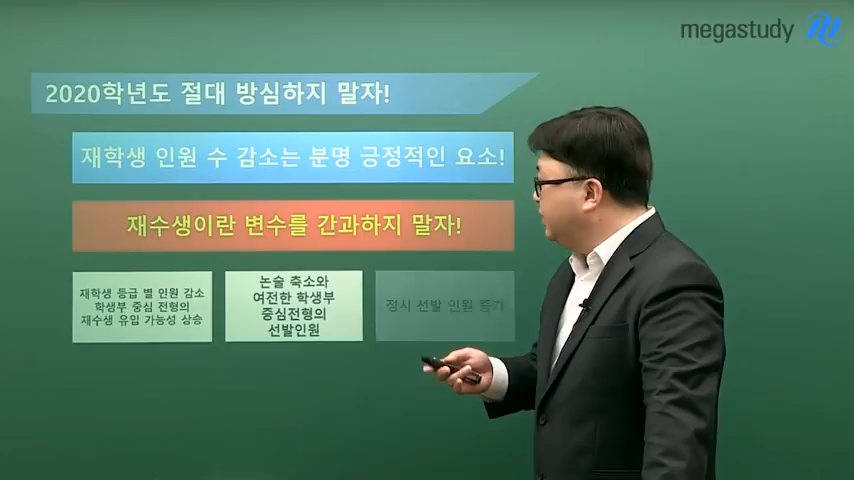 megastudy
2020학년도 절대 방심하지 말자!
재학생 인원 수 감소는 분명 긍정적인 요소!
재수생이란 변수를 간과하지 말자!
재학생 등급 별 인원 감소
학생부 중심 전형의
재수생 유입 가능성 상승
논술 축소와
여전한 학생부
중심전형의
선발인원
정시 선발 인원 증가